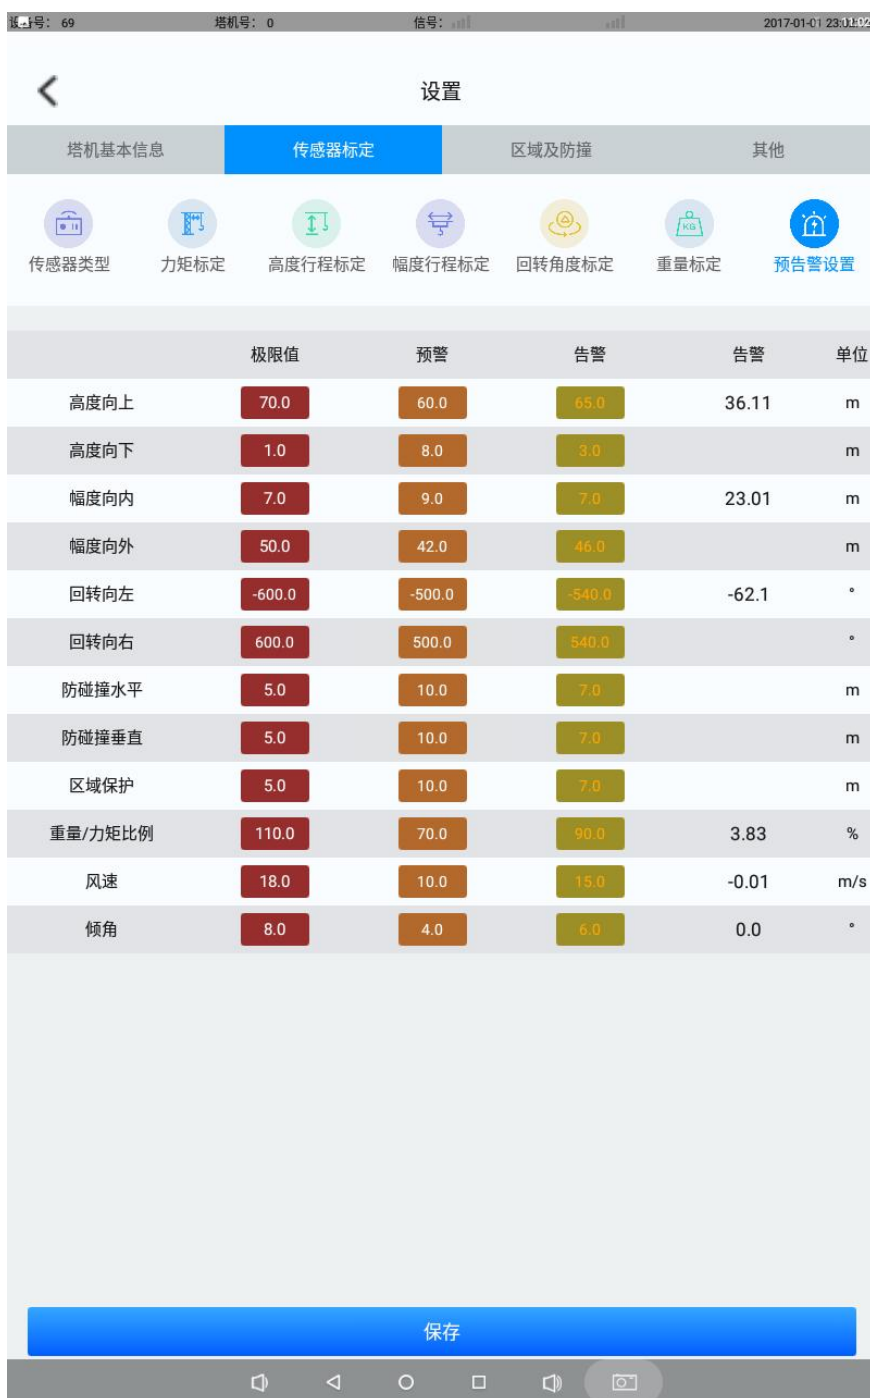 号： 69 塔机号： 0 信号： 2017-01-01 23:
设置
塔机基本信息 传感器标定 区域及防撞 其他
传感器类型 力矩标定 高度行程标定 幅度行程标定 回转角度标定 重量标定 预告警设置
极限值 预警 告警 告警 单位
高度向上 70.0 60.0 65.0 36.11 m
高度向下 1.0 8.0 3.0 m
幅度向内 7.0 9.0 7.0 23.01 m
幅度向外 50.0 42.0 46.0 m
回转向左 -600.0 -500.0 -540.0 -62.1 °
回转向右 600.0 500.0 540.0 °
防碰撞水平 5.0 10.0 7.0 m
防碰撞垂直 5.0 10.0 7.0 m
区域保护 5.0 10.0 7.0 m
重量/力矩比例 110.0 70.0 90.0 3.83 %
风速 18.0 10.0 15.0 -0.01 m/s
倾角 8.0 4.0 6.0 0.0 °
保存